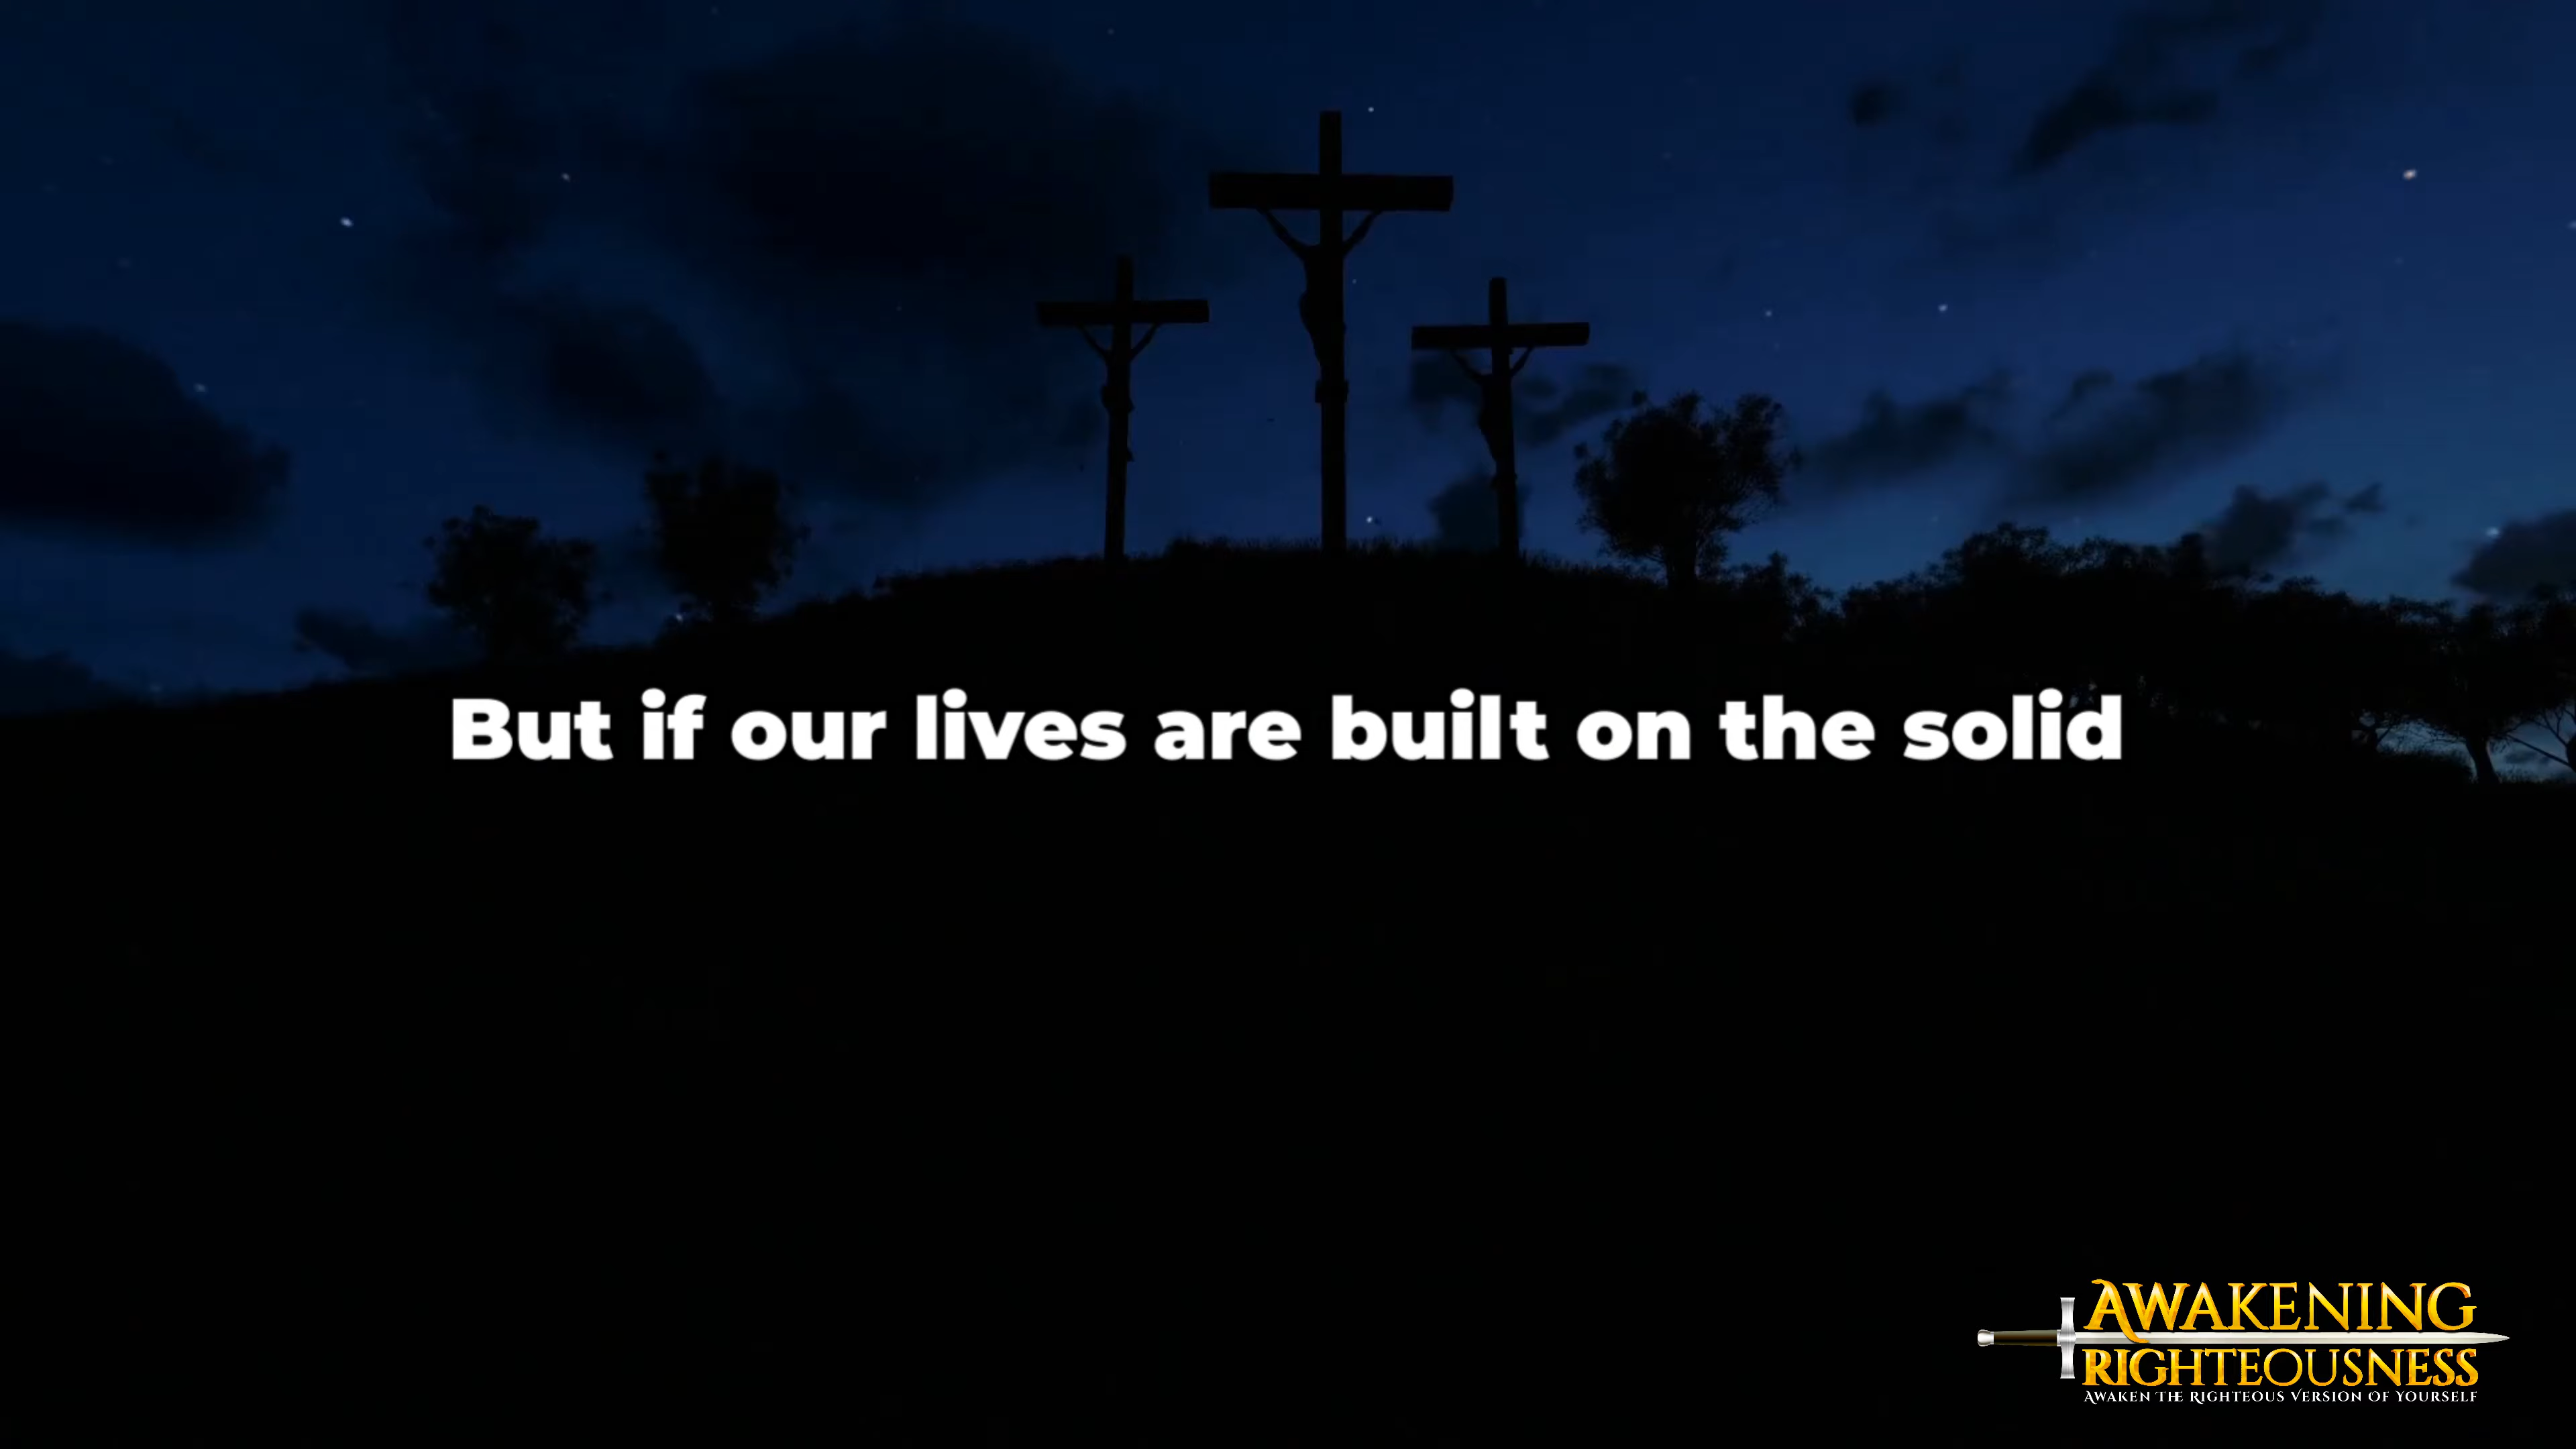 But if our lives are built on the solid
AWAKENING
RIGHTEOUSNESS
AWAKEN THE RIGHTEOUS VERSION OF YOURSELF